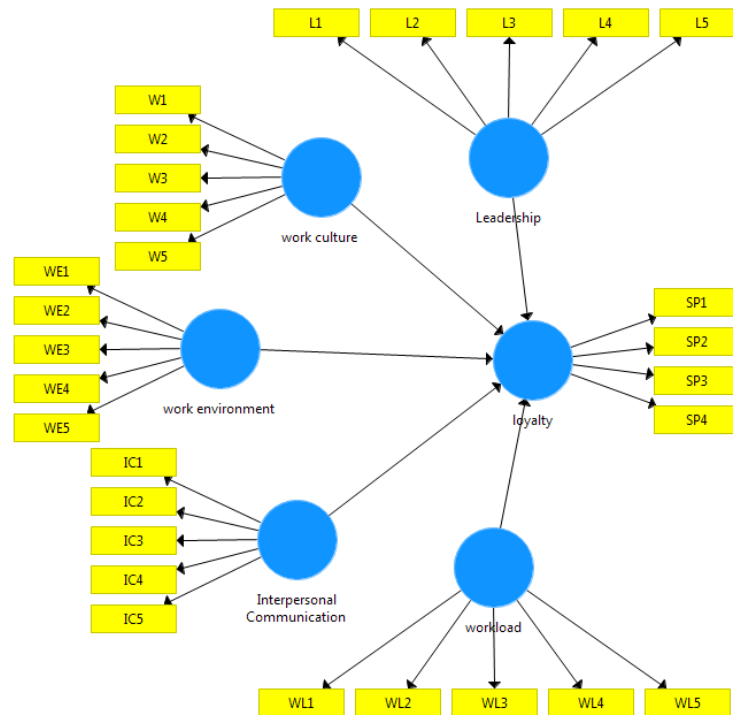 L1
L2
L3
L4
L5
W1
W2
W3
W4
W5
work culture
Leadership
WE1
WE2
WE3
WE4
WE5
work environment
SP1
SP2
SP3
SP4
loyalty
IC1
IC2
IC3
IC4
IC5
Interpersonal
Communication
workload
WL1
WL2
WL3
WL4
WL5